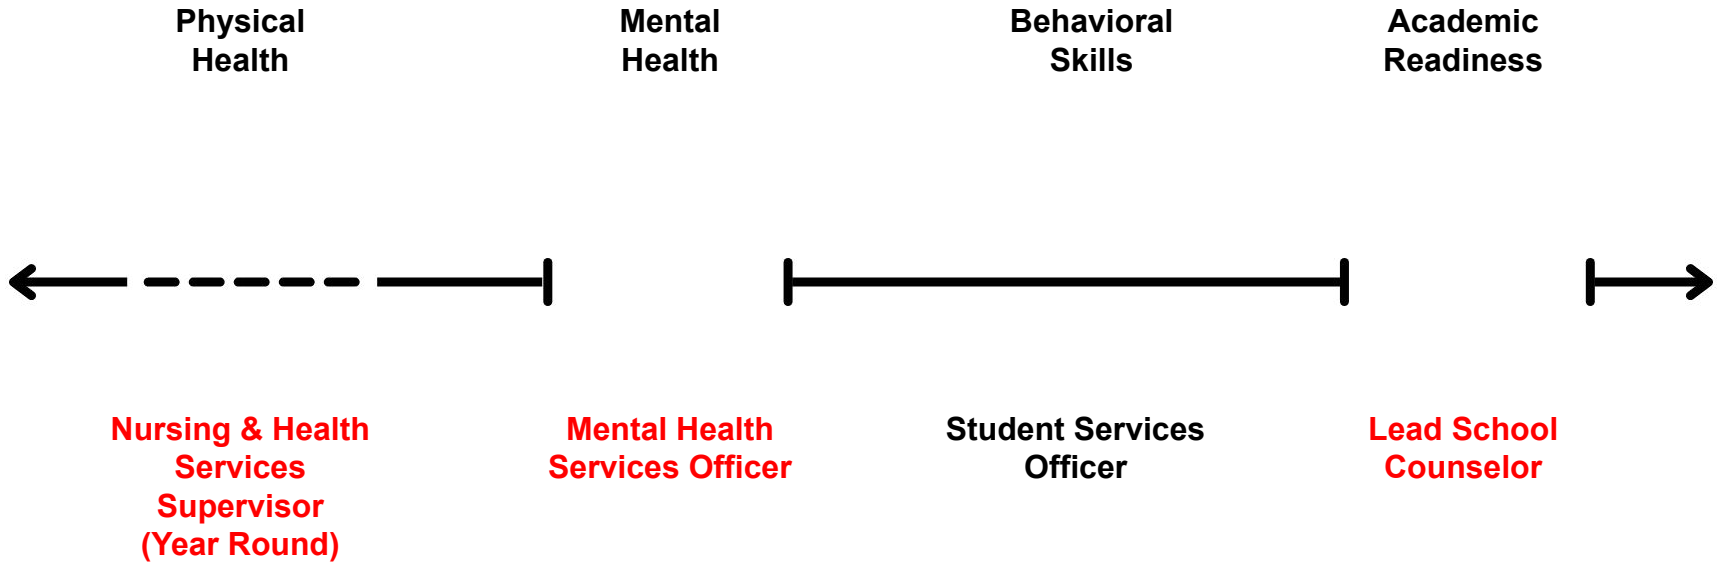 Physical
Health
Mental
Health
Behavioral
Skills
Academic
Readiness
Nursing & Health
Services
Supervisor
(Year Round)
Mental Health
Services Officer
Student Services
Officer
Lead School
Counselor